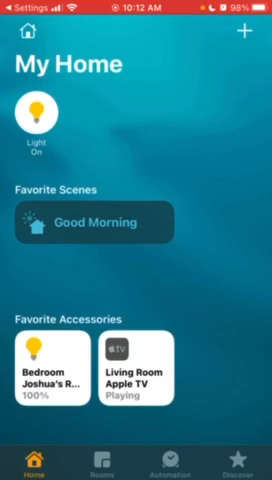 Settings
10:12 AM
98%
My Home
Light
On
Favorite Scenes
Good Morning
Favorite Accessories
tv
Bedroom
Joshua's R...
100%
Living Room
Apple TV
Playing
Home
Rooms
Automation
Discover